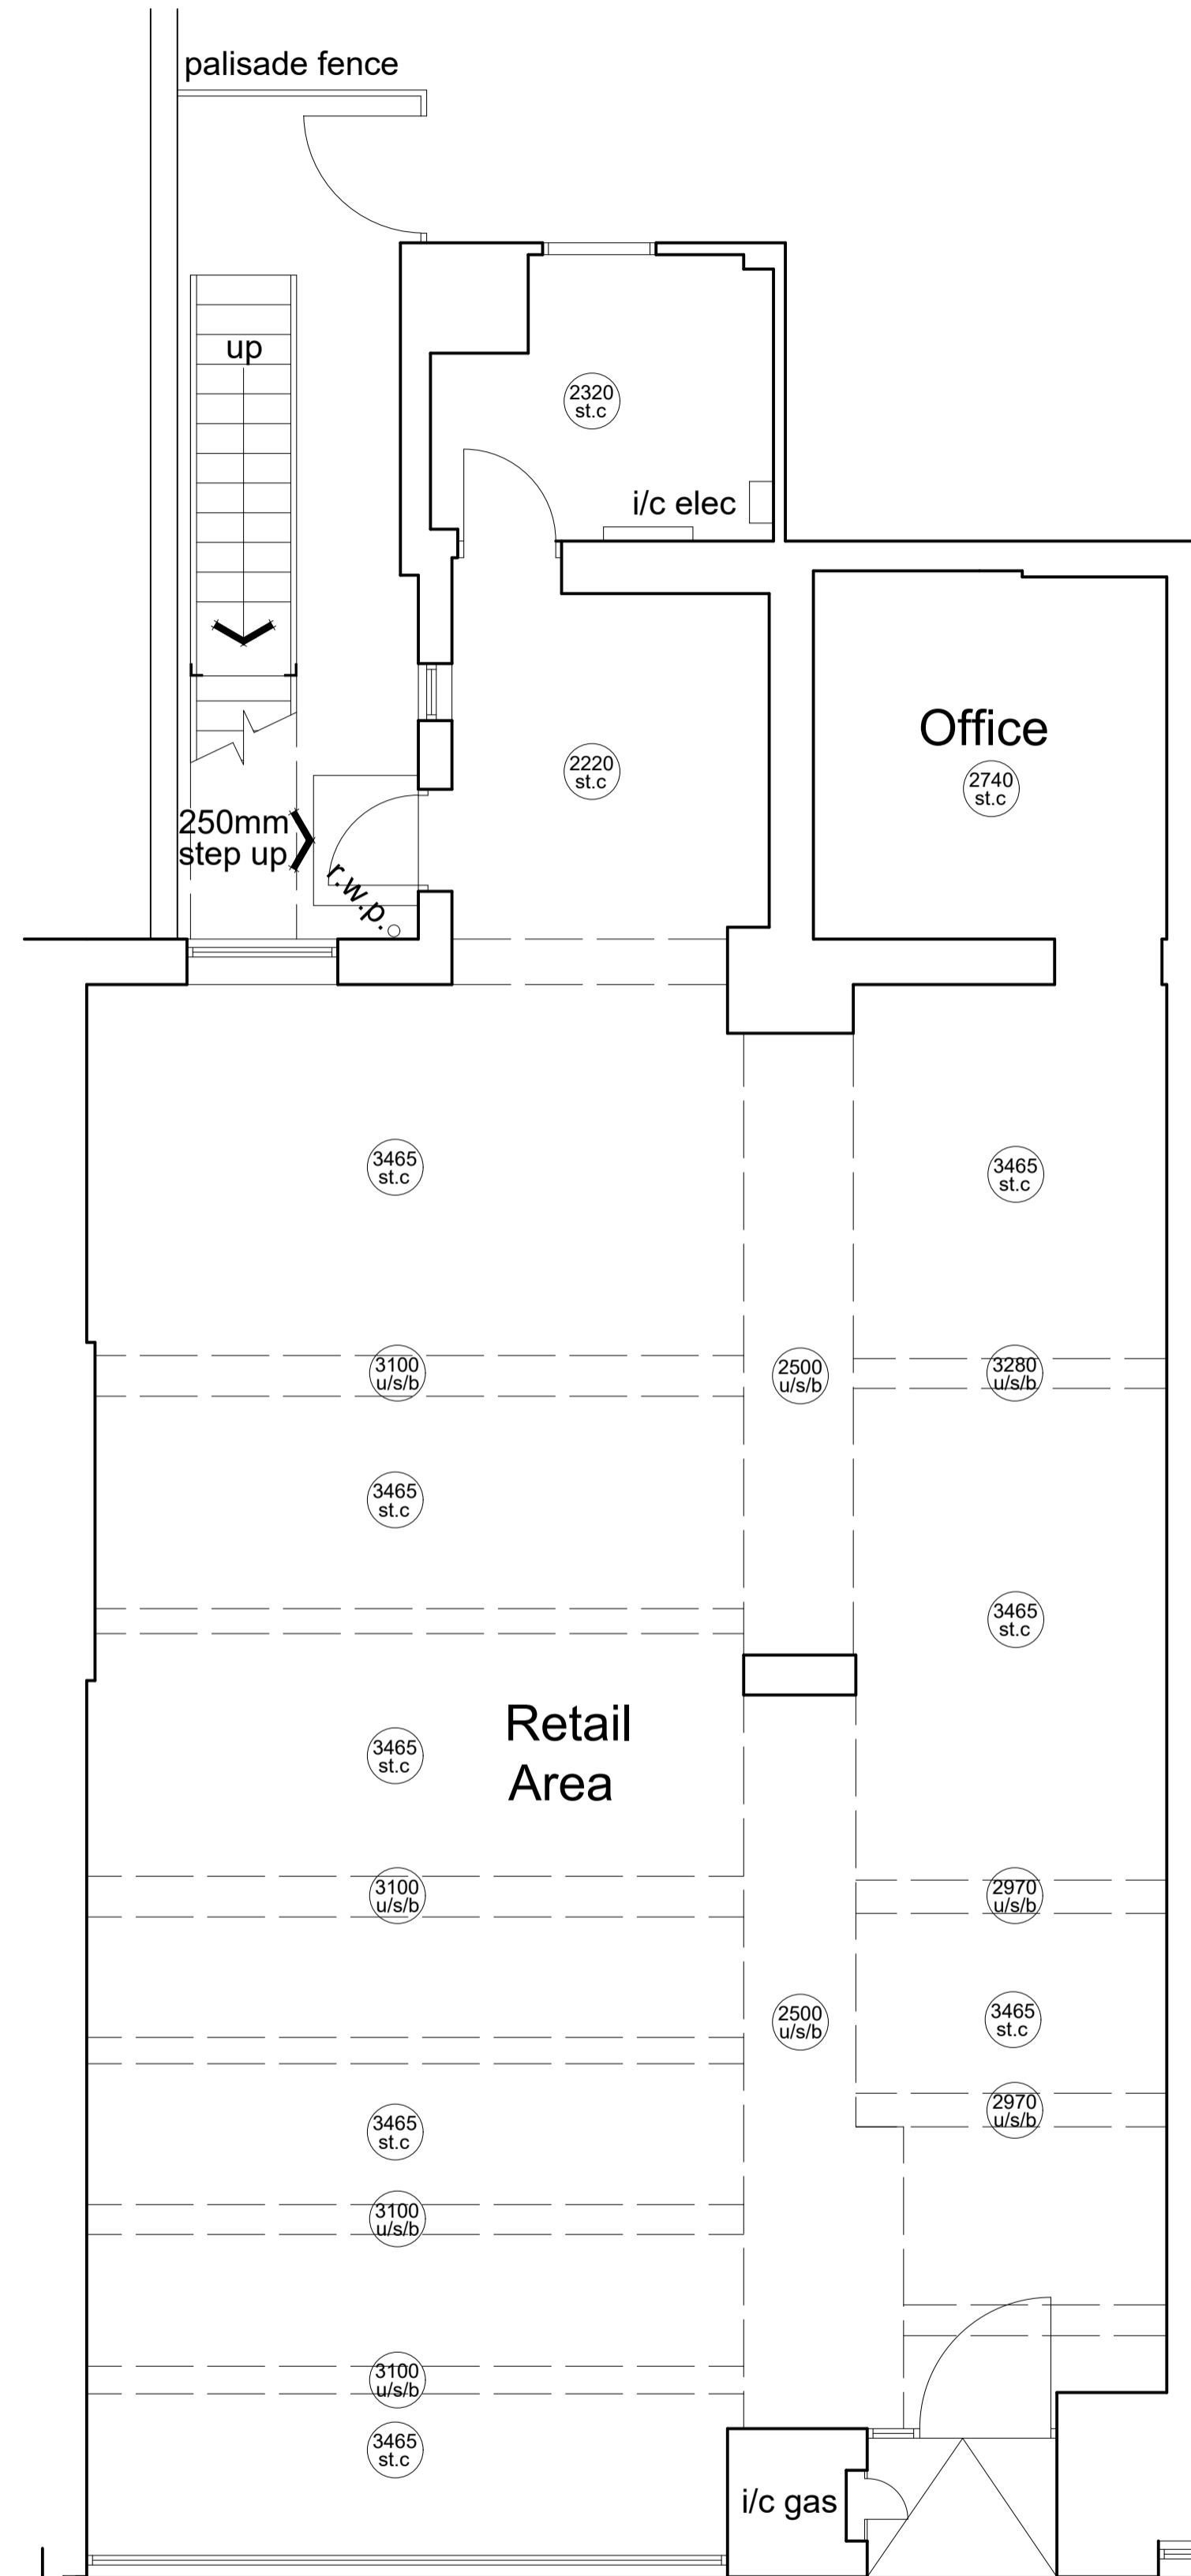 palisade fence
up
2320
st.c
i/c elec
Office
2220
st.c
2740
st.c
250mm
step up
r.w.p.
3465
st.c
3465
st.c
3100
u/s/b
2500
u/s/b
3280
u/s/b
3465
st.c
3465
st.c
Retail
Area
3465
st.c
3100
u/s/b
2970
u/s/b
2500
u/s/b
3465
st.c
2970
u/s/b
3465
st.c
3100
u/s/b
3100
u/s/b
3465
st.c
i/c gas